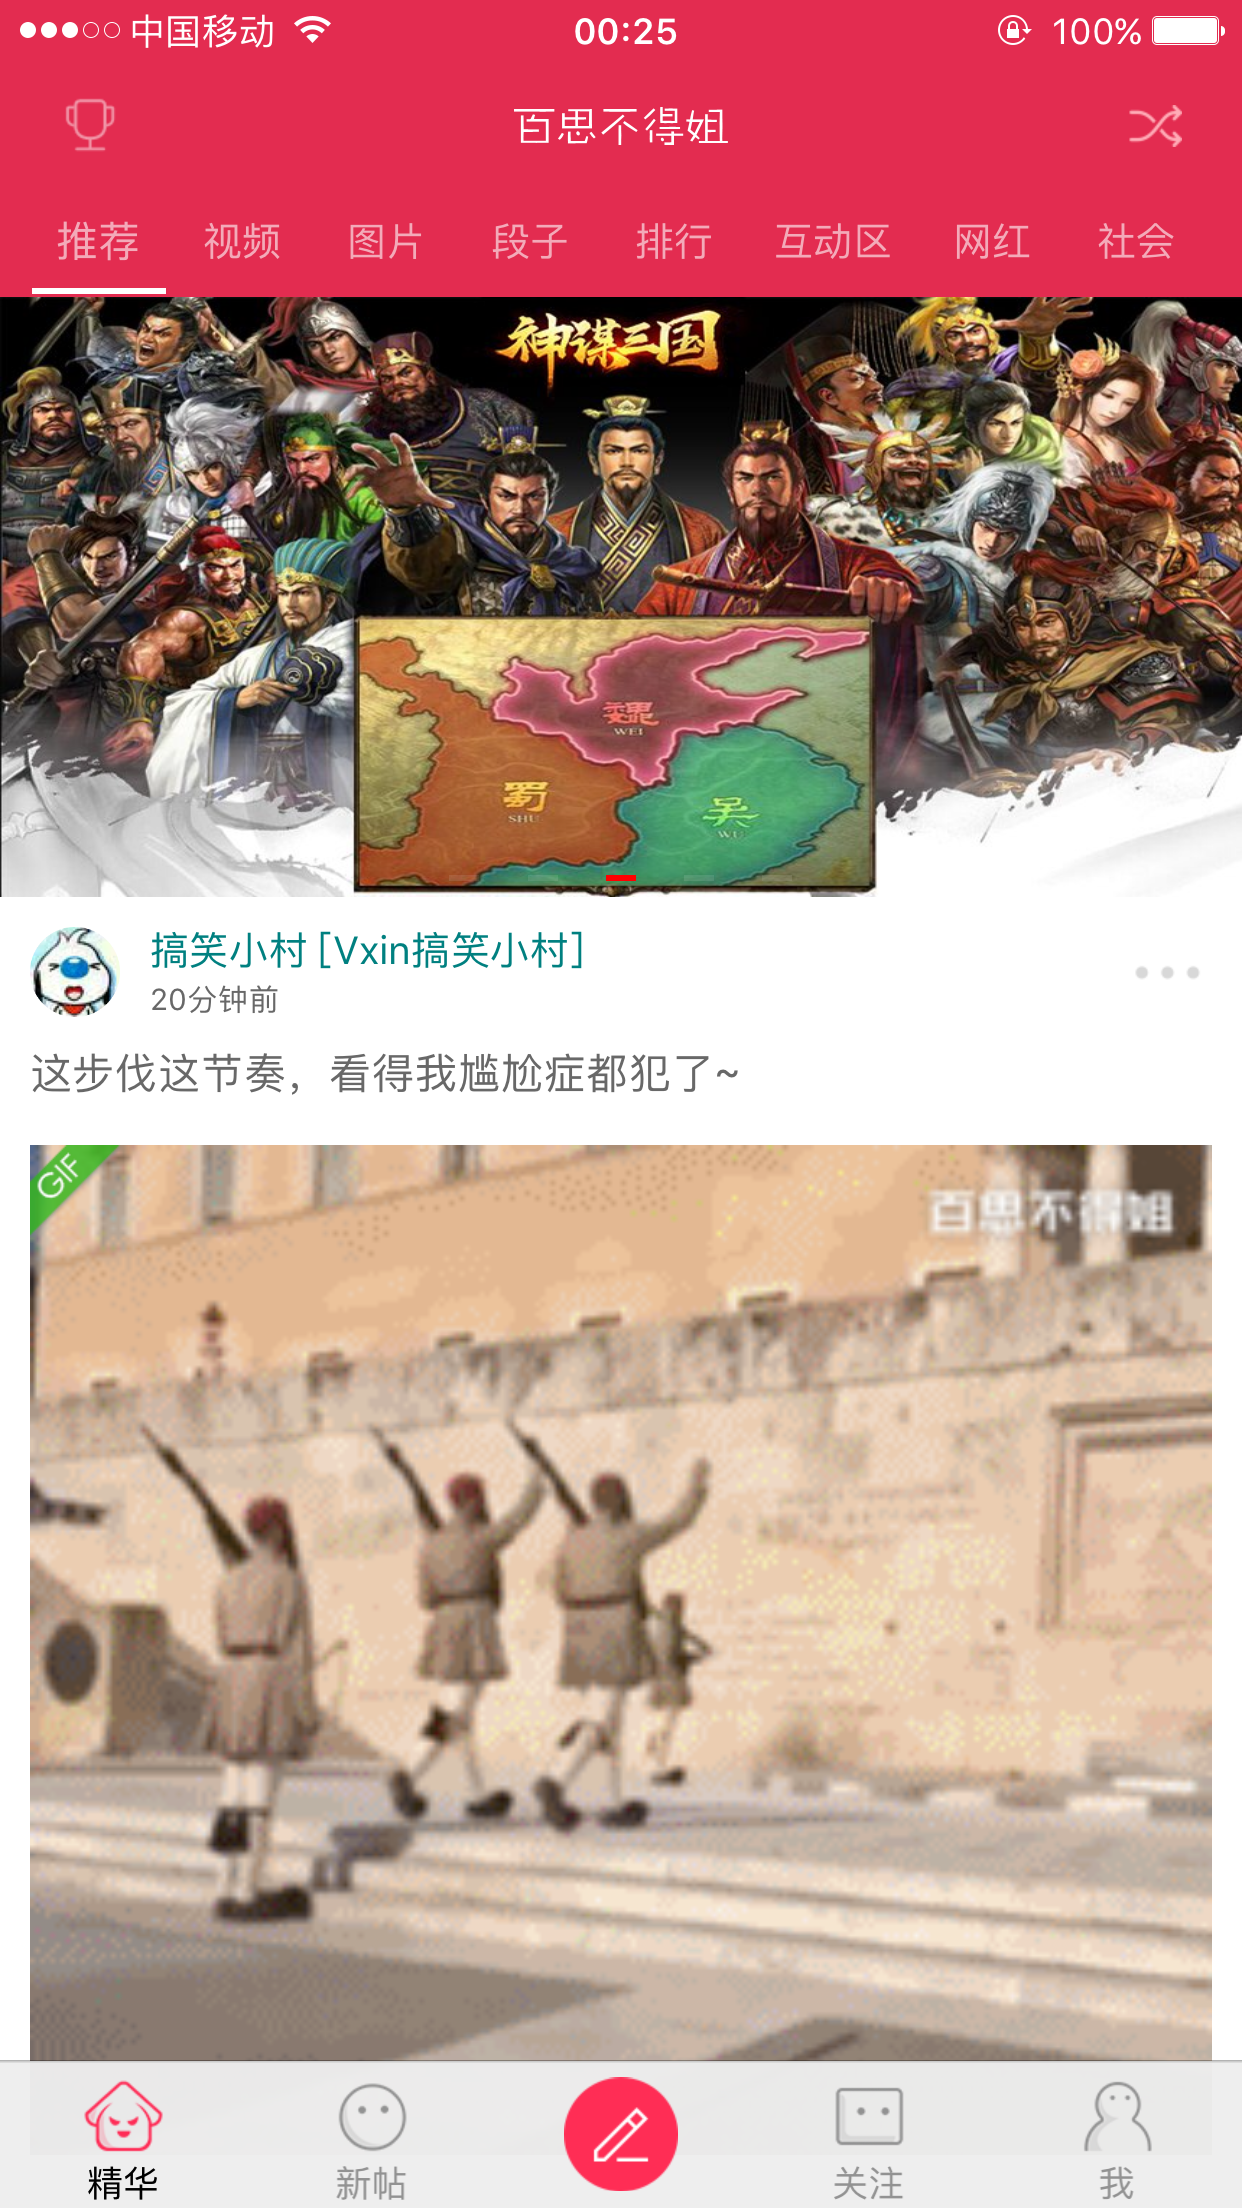 中国移动 00:25 100%
百思不得姐
推荐 视频 图片 段子 排行 互动区 网红 社会
神谋三国
魏
WEI
蜀
SHU
吴
WU
搞笑小村 [Vxin搞笑小村]
20分钟前
这步伐这节奏，看得我尴尬症都犯了~
GIF
百思不得姐
精华 新帖 关注 我